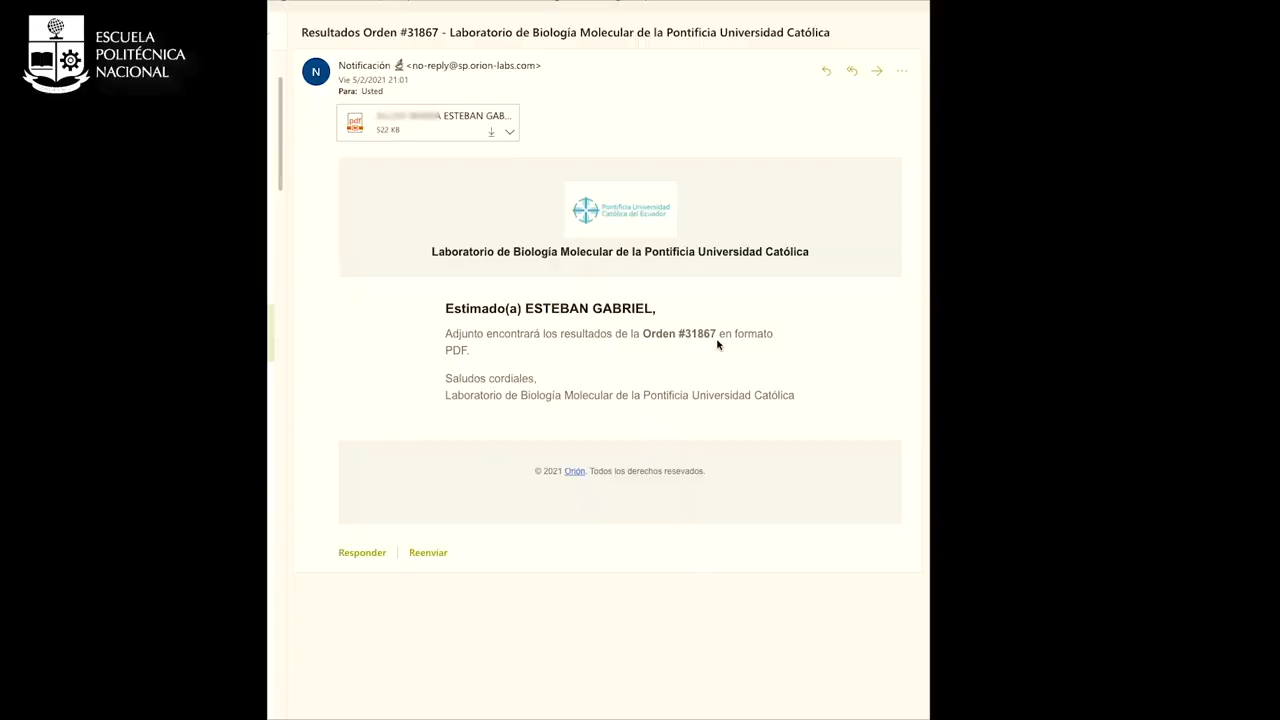 ESCUELA
POLITÉCNICA
NACIONAL
Resultados Orden #31867 - Laboratorio de Biología Molecular de la Pontificia Universidad Católica
N
Notificación <no-reply@sp.orion-labs.com>
Vie 5/2/2021 21:01
Para: Usted
pdf
A ESTEBAN GAB...
522 KB
Pontificia Universidad
Católica del Ecuador
Laboratorio de Biología Molecular de la Pontificia Universidad Católica
Estimado(a) ESTEBAN GABRIEL,
Adjunto encontrará los resultados de la Orden #31867 en formato
PDF.
Saludos cordiales,
Laboratorio de Biología Molecular de la Pontificia Universidad Católica
© 2021 Orión. Todos los derechos resevados.
Responder
Reenviar